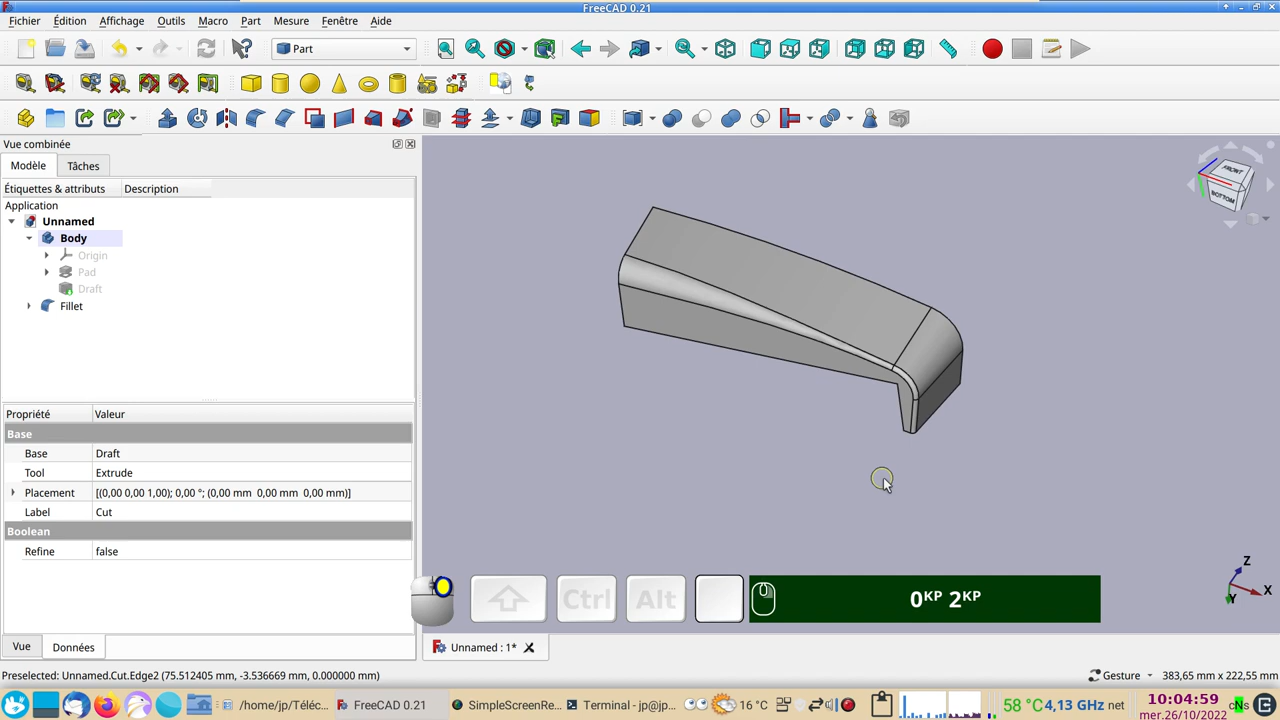 FreeCAD 0.21
Fichier Édition Affichage Outils Macro Part Mesure Fenêtre Aide
Part
Vue combinée
Modèle Tâches
Étiquettes & attributs Description
Application
Unnamed
Body
Origin
Pad
Draft
Fillet
FRONT
BOTTOM
Propriété Valeur
Base
Base Draft
Tool Extrude
Placement [(0,00 0,00 1,00); 0,00 °; (0,00 mm 0,00 mm 0,00 mm)]
Label Cut
Boolean
Refine false
Z
X
Y
Ctrl Alt 0KP 2KP
Vue Données
Unnamed : 1*
Preselected: Unnamed.Cut.Edge2 (75.512405 mm, -3.536669 mm, 0.000000 mm) Gesture 383,65 mm x 222,55 mm
/home/jp/Téléc... FreeCAD 0.21 SimpleScreenRe... Terminal - jp@jp... 16 °C 58 °C 4,13 GHz net 10:04:59
mer.26/10/2022